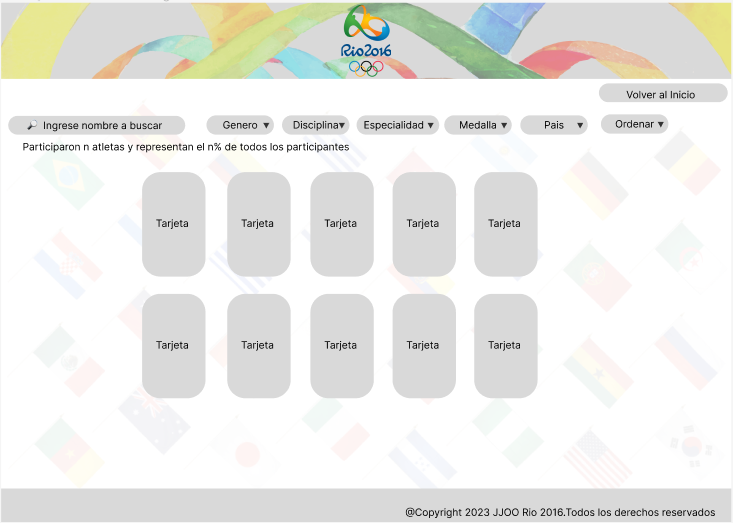 Rio2016
Volver al Inicio
Ingrese nombre a buscar
Genero
Disciplina
Especialidad
Medalla
Pais
Ordenar
Participaron n atletas y representan el n% de todos los participantes
Tarjeta
Tarjeta
Tarjeta
Tarjeta
Tarjeta
Tarjeta
Tarjeta
Tarjeta
Tarjeta
Tarjeta
@Copyright 2023 JJOO Rio 2016.Todos los derechos reservados